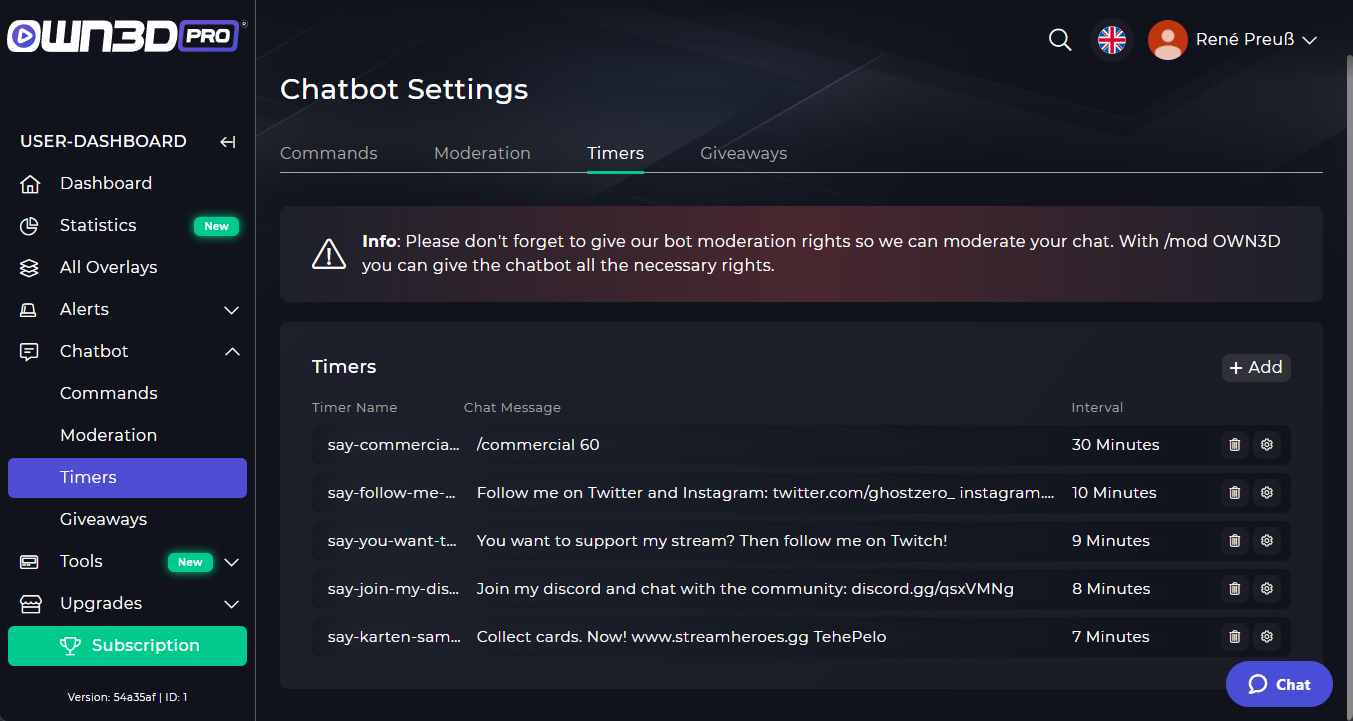 OWN3D PRO ®
René Preuß
Chatbot Settings
USER-DASHBOARD
Dashboard
Statistics New
All Overlays
Alerts
Chatbot
Commands
Moderation
Timers
Giveaways
Tools New
Upgrades
Subscription
Version: 54a35af | ID: 1
Commands Moderation Timers Giveaways
Info: Please don't forget to give our bot moderation rights so we can moderate your chat. With /mod OWN3D
you can give the chatbot all the necessary rights.
Timers + Add
Timer Name Chat Message Interval
say-commercia... /commercial 60 30 Minutes
say-follow-me-... Follow me on Twitter and Instagram: twitter.com/ghostzero_ instagram.... 10 Minutes
say-you-want-t... You want to support my stream? Then follow me on Twitch! 9 Minutes
say-join-my-dis... Join my discord and chat with the community: discord.gg/qsxVMNg 8 Minutes
say-karten-sam... Collect cards. Now! www.streamheroes.gg TehePelo 7 Minutes
Chat